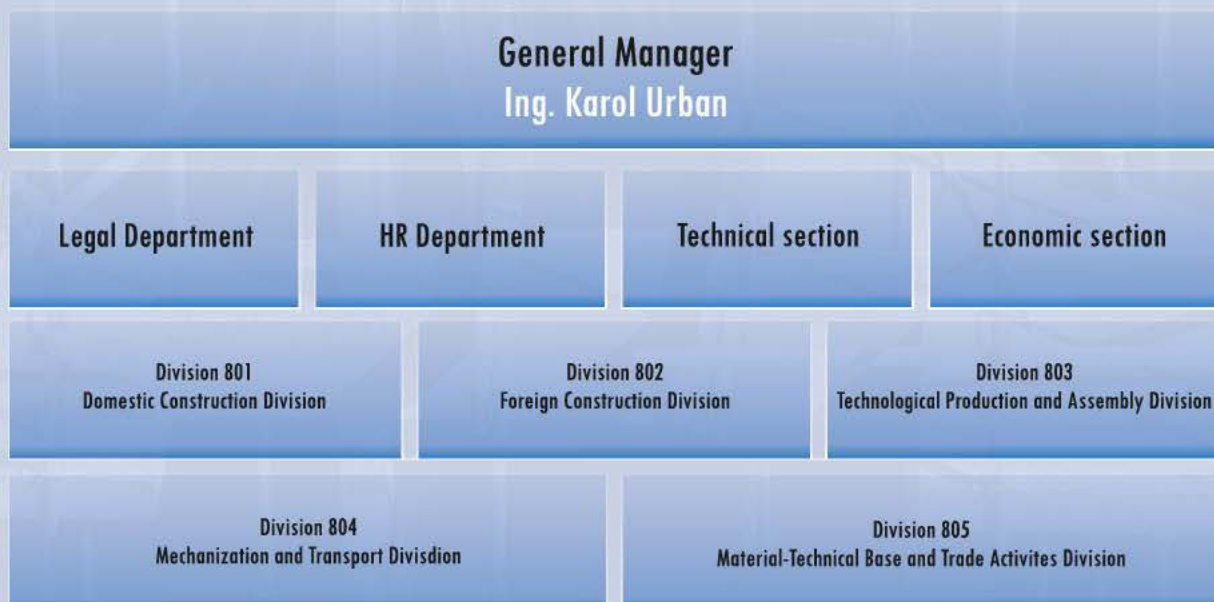 General Manager
Ing. Karol Urban
Legal Department
HR Department
Technical section
Economic section
Division 801
Domestic Construction Division
Division 802
Foreign Construction Division
Division 803
Technological Production and Assembly Division
Division 804
Mechanization and Transport Divisdion
Division 805
Material-Technical Base and Trade Activites Division